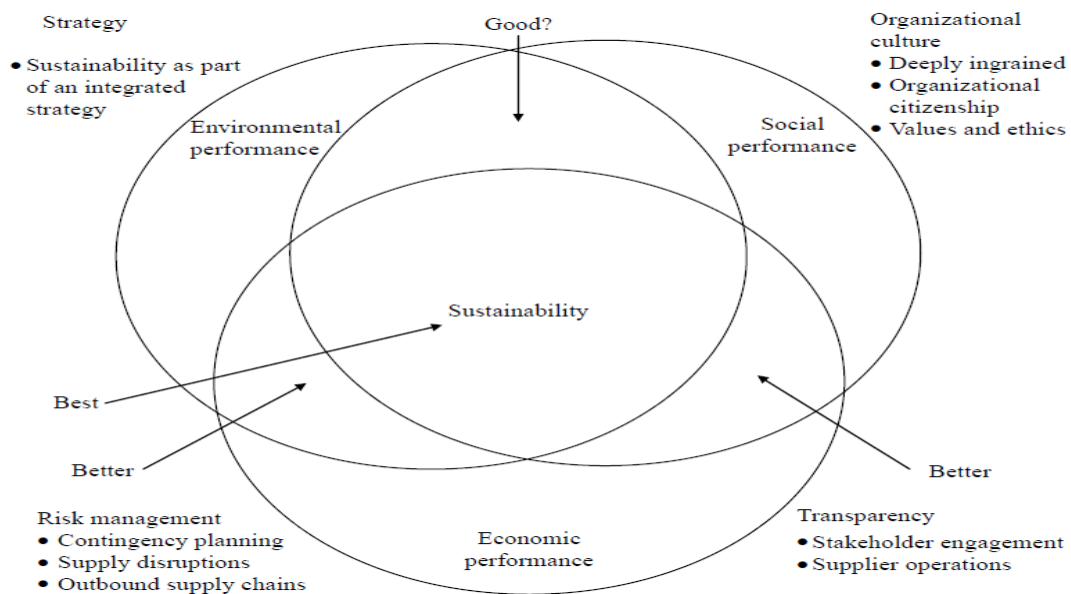 Strategy
• Sustainability as part
of an integrated
strategy
Good?
Organizational
culture
• Deeply ingrained
• Organizational
citizenship
• Values and ethics
Environmental
performance
Social
performance
Sustainability
Best
Better
Better
Risk management
• Contingency planning
• Supply disruptions
• Outbound supply chains
Economic
performance
Transparency
• Stakeholder engagement
• Supplier operations